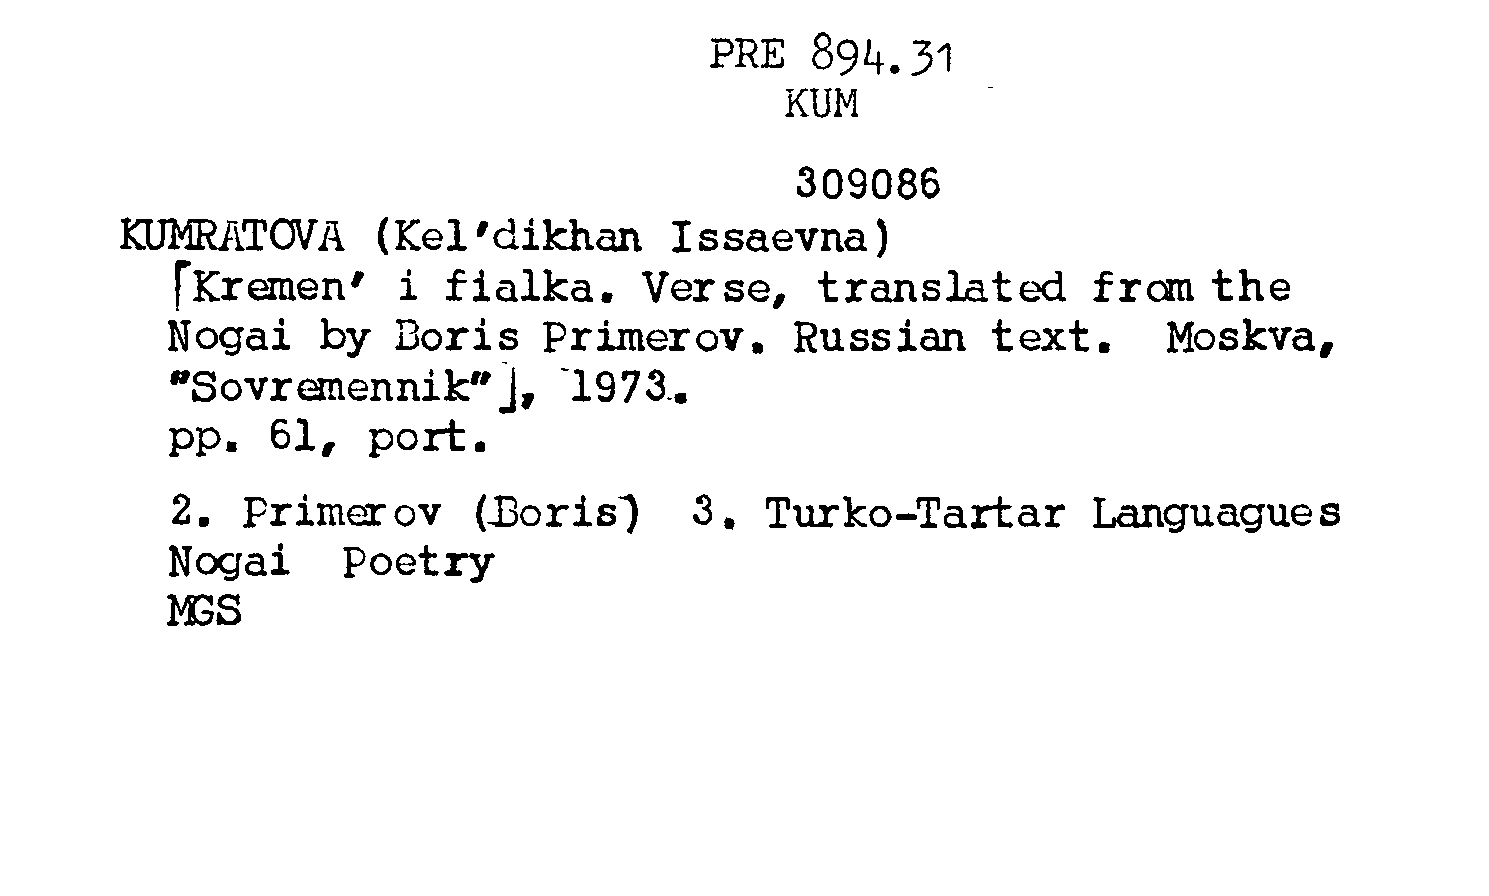 PRE 894.31
KUM
309086
KUMRATOVA (Kel'dikhan Issaevna)
⌈Kremen' i fialka. Verse, translated from the
Nogai by Boris Primerov. Russian text. Moskva,
"Sovremennik"⌋, 1973.
pp. 61, port.
2. Primerov (Boris) 3. Turko-Tartar Languagues
Nogai Poetry
MGS